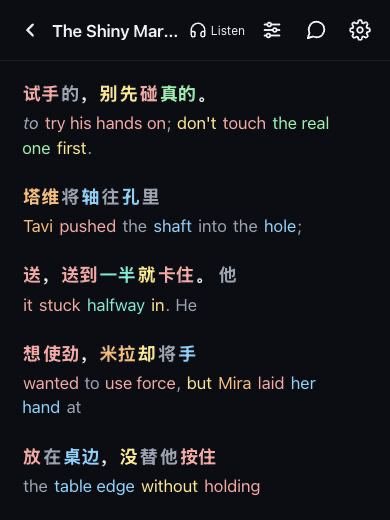 The Shiny Mar... Listen
试手的，别先碰真的。
to try his hands on; don't touch the real
one first.
塔维将轴往孔里
Tavi pushed the shaft into the hole;
送，送到一半就卡住。 他
it stuck halfway in. He
想使劲，米拉却将手
wanted to use force, but Mira laid her
hand at
放在桌边，没替他按住
the table edge without holding